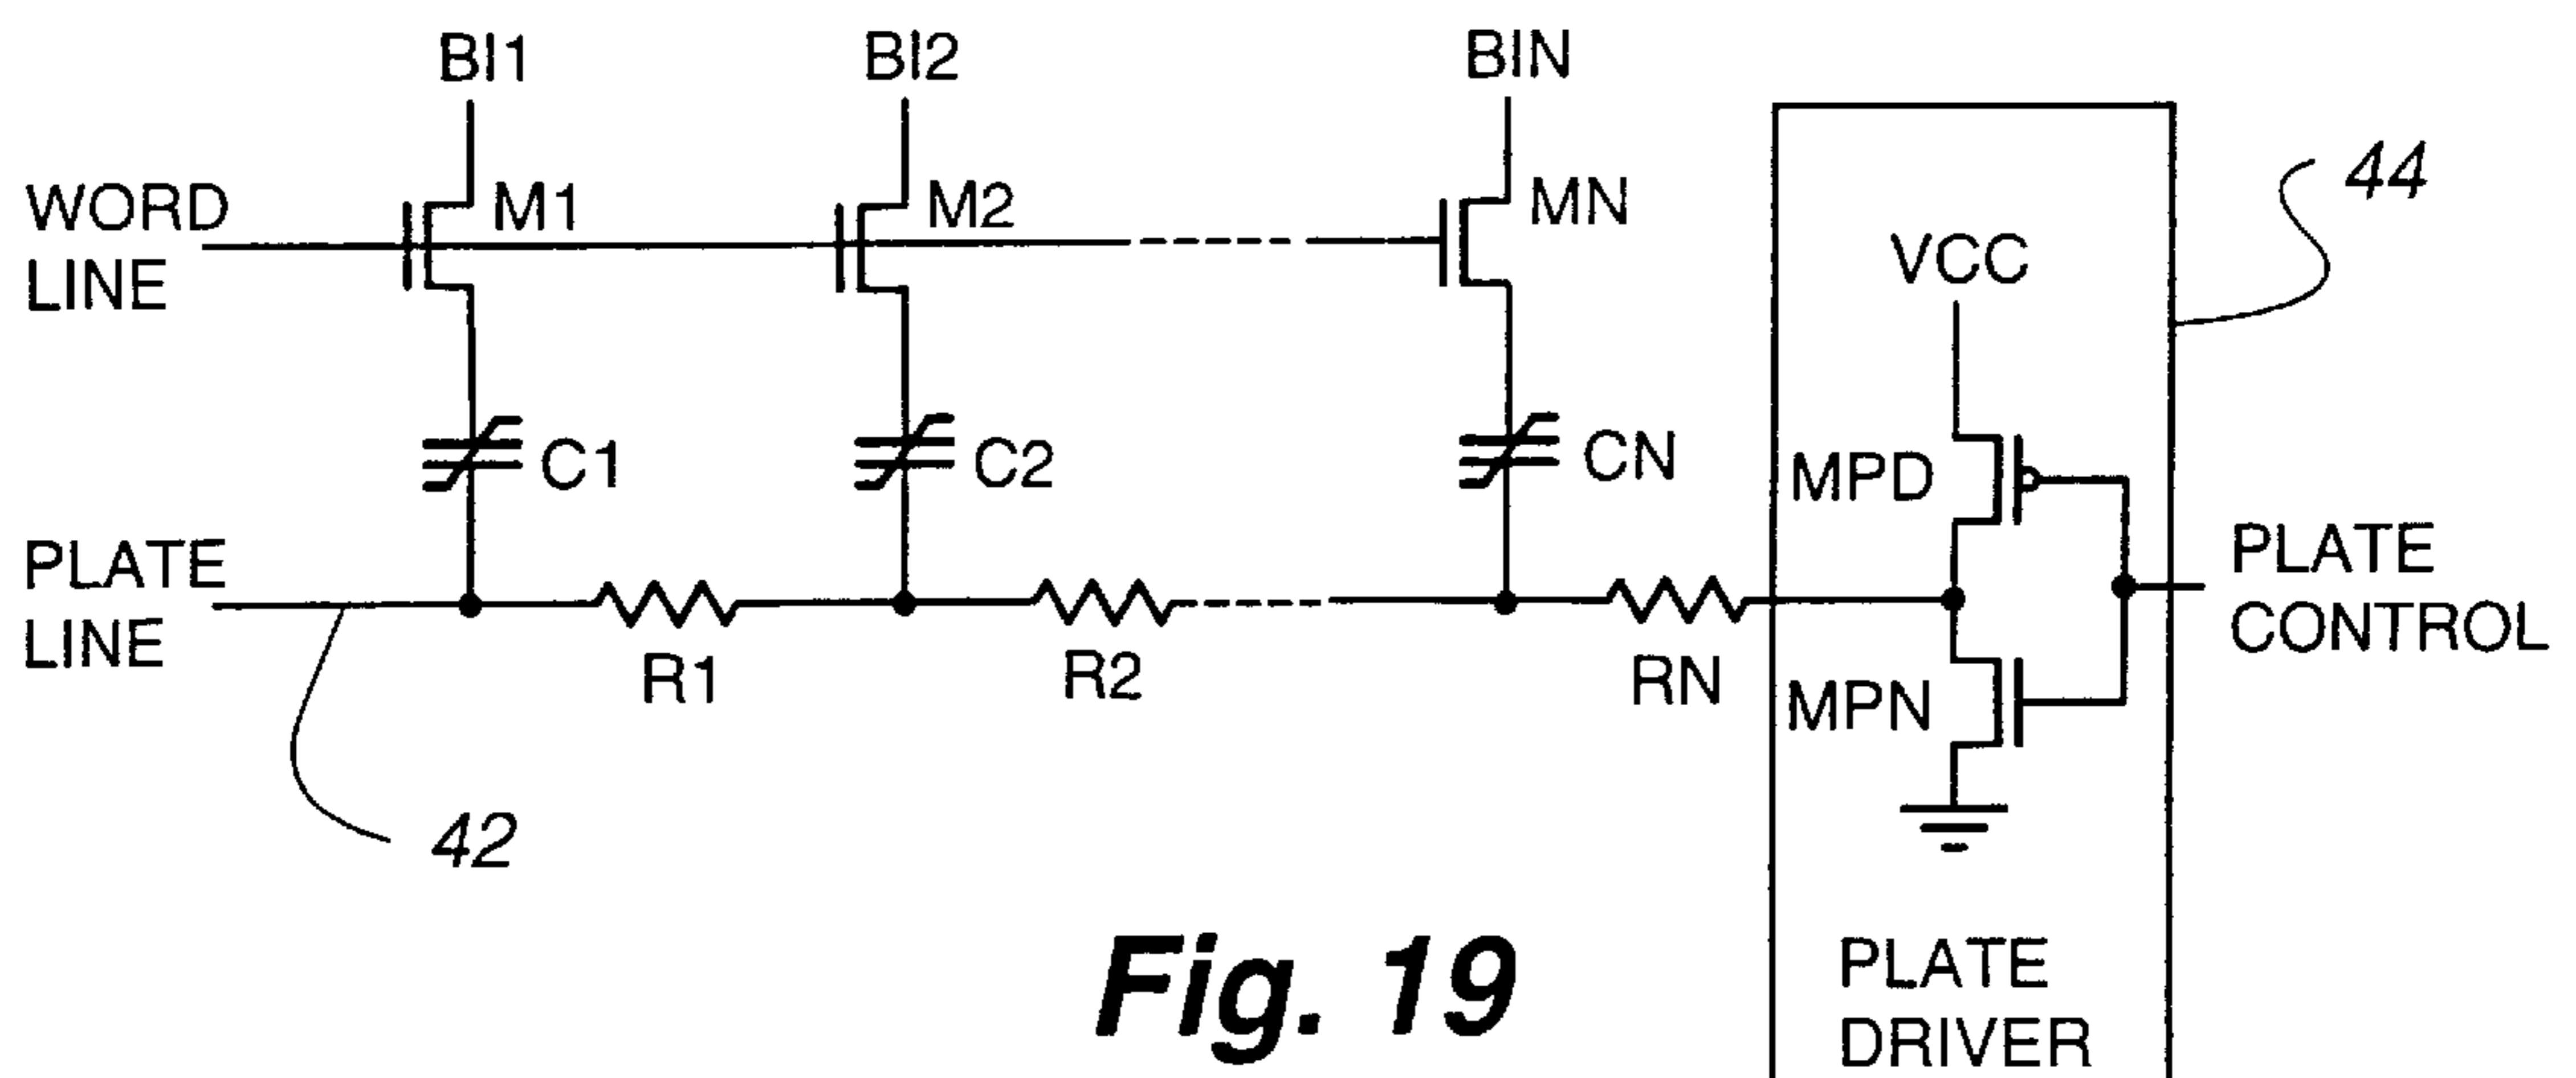 BI1
BI2
BIN
WORD
LINE
M1
M2
MN
44
VCC
C1
C2
CN
MPD
PLATE
LINE
R1
R2
RN
MPN
PLATE
CONTROL
42
Fig. 19
PLATE
DRIVER